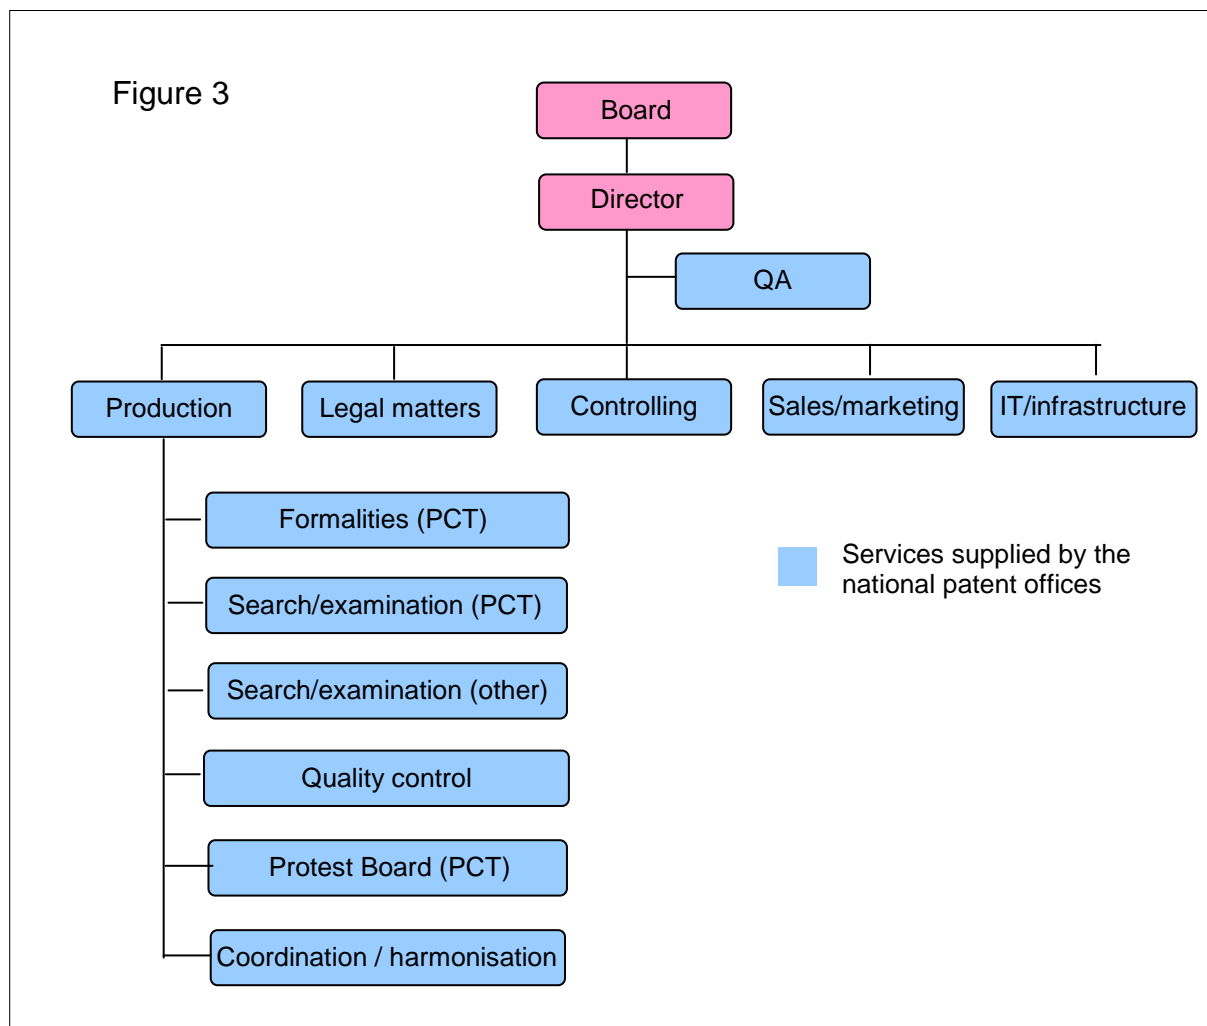 Figure 3
Board
Director
QA
Production
Legal matters
Controlling
Sales/marketing
IT/infrastructure
Formalities (PCT)
Search/examination (PCT)
Search/examination (other)
Quality control
Protest Board (PCT)
Coordination / harmonisation
Services supplied by the
national patent offices